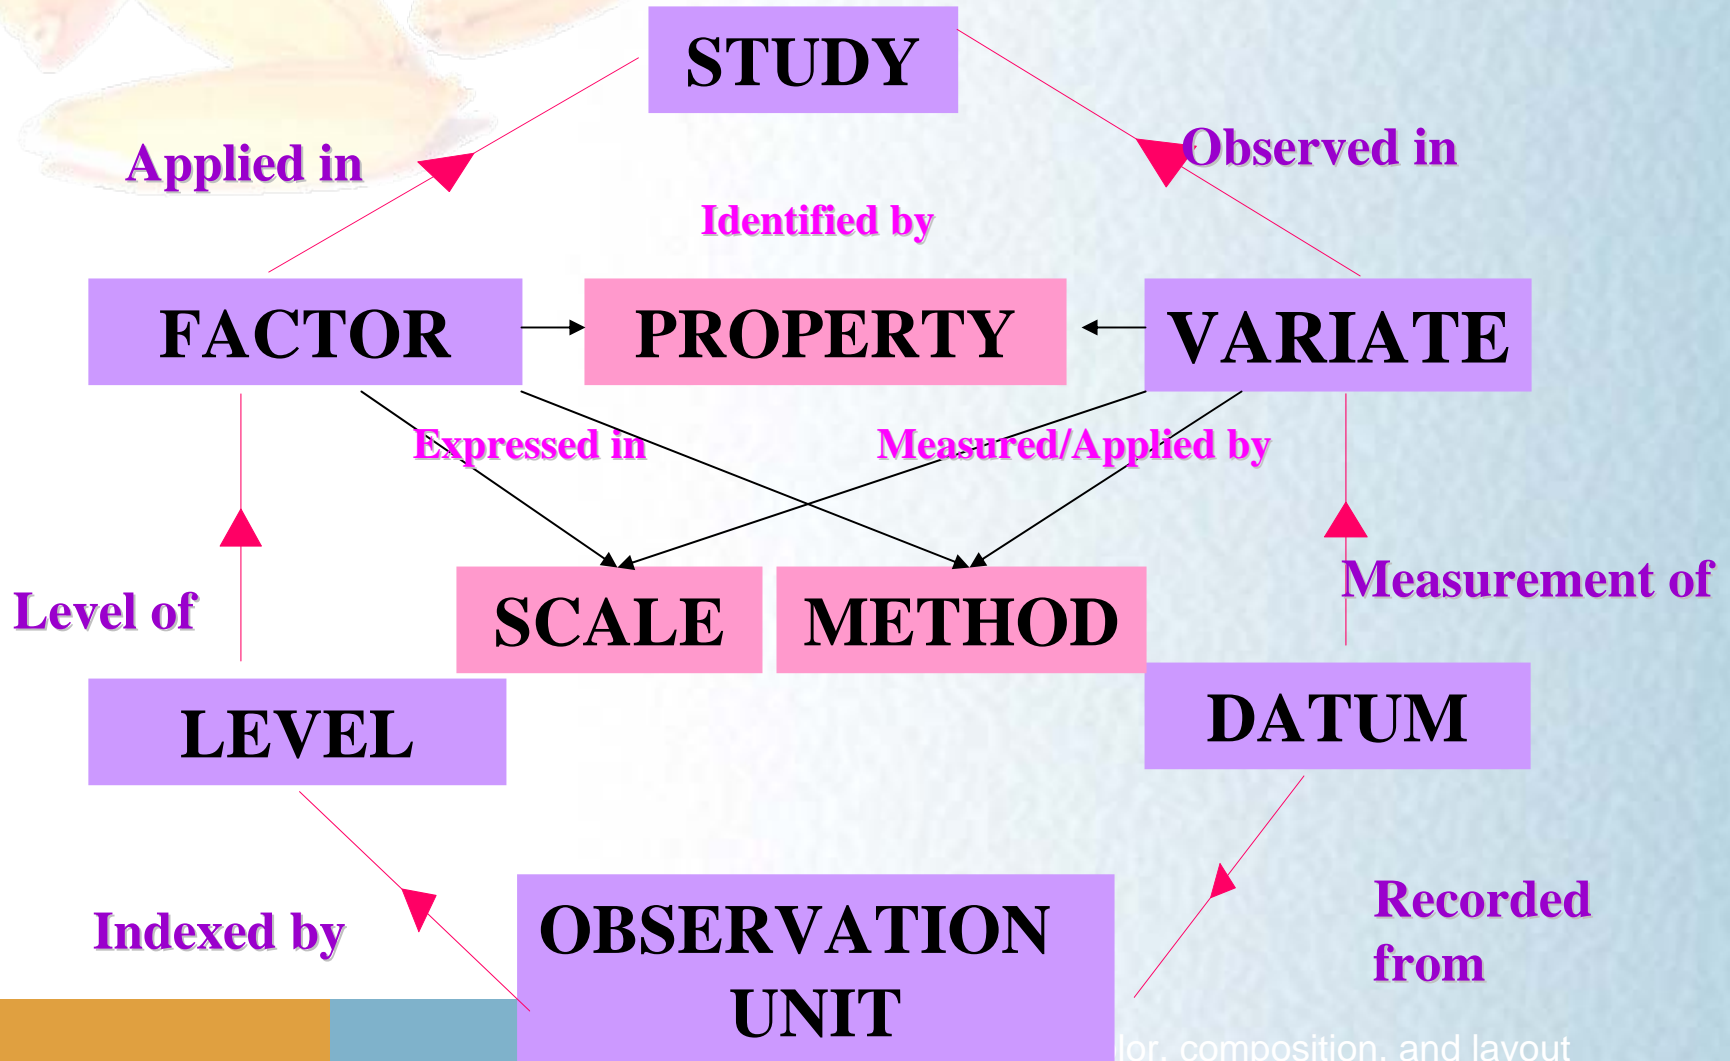 STUDY
Applied in
Observed in
Identified by
FACTOR
PROPERTY
VARIATE
Expressed in
Measured/Applied by
Level of
SCALE
METHOD
Measurement of
LEVEL
DATUM
Indexed by
OBSERVATION
UNIT
Recorded
from
composition, and layout